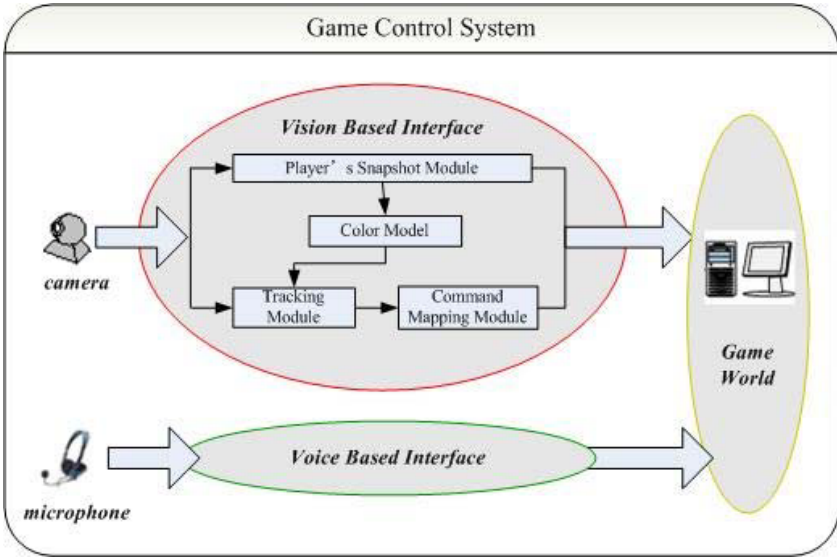 Game Control System
Vision Based Interface
Player’s Snapshot Module
Color Model
camera
Tracking
Module
Command
Mapping Module
Game
World
Voice Based Interface
microphone